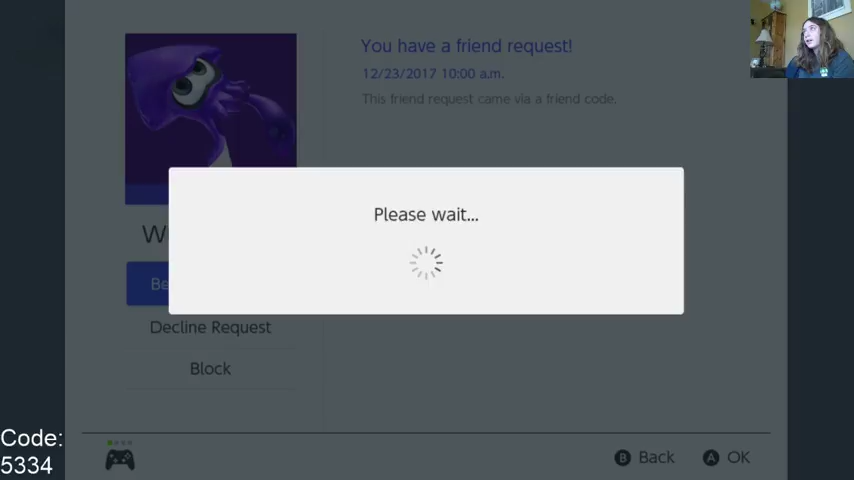 You have a friend request!
12/23/2017 10:00 a.m.
This friend request came via a friend code.
Please wait...
Decline Request
Block
Code:
5334
B Back
A OK